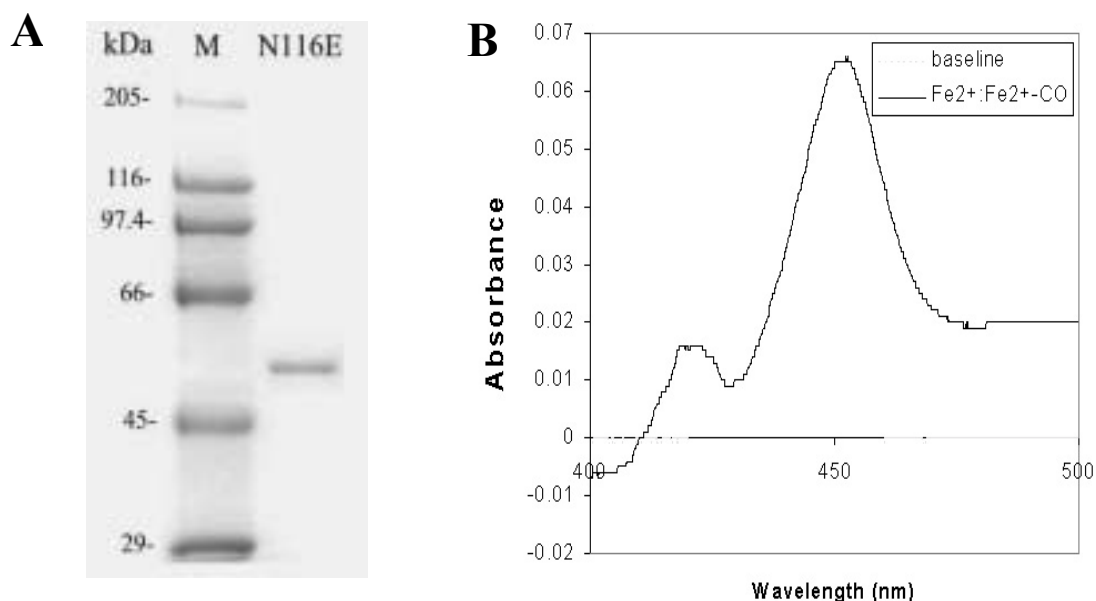 A
kDa M N116E
205-
116-
97.4-
66-
45-
29-
B
Absorbance
0.07
0.06
0.05
0.04
0.03
0.02
0.01
0
-0.01
-0.02
400 450 500
baseline
Fe2+:Fe2+-CO
Wavelength (nm)